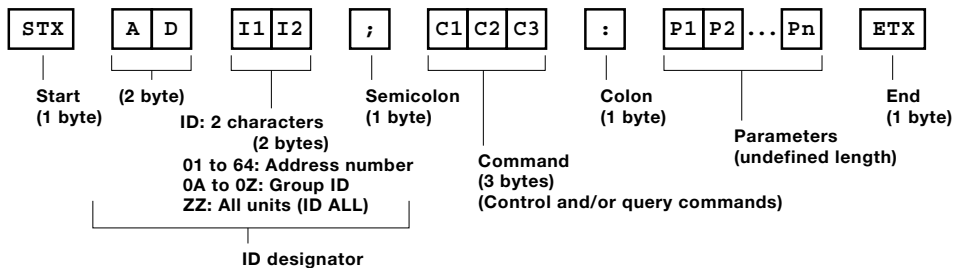 STX A D I1 I2 ; C1 C2 C3 : P1 P2 ... Pn ETX
Start
(1 byte)
(2 byte)
ID: 2 characters
(2 bytes)
01 to 64: Address number
0A to 0Z: Group ID
ZZ: All units (ID ALL)
Semicolon
(1 byte)
Command
(3 bytes)
(Control and/or query commands)
Colon
(1 byte)
Parameters
(undefined length)
End
(1 byte)
ID designator